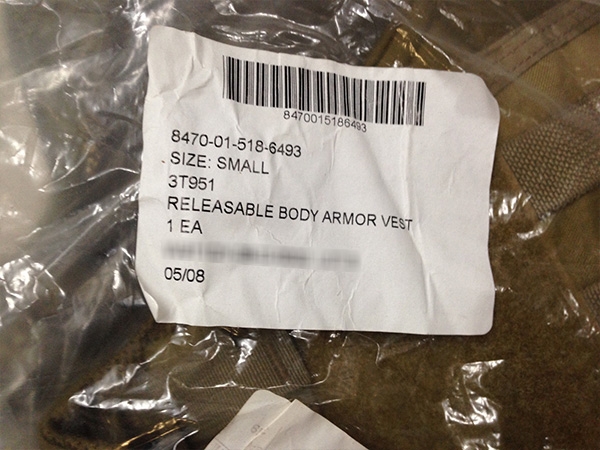 8470015186493
8470-01-518-6493
SIZE: SMALL
3T951
RELEASABLE BODY ARMOR VEST
1 EA
05/08